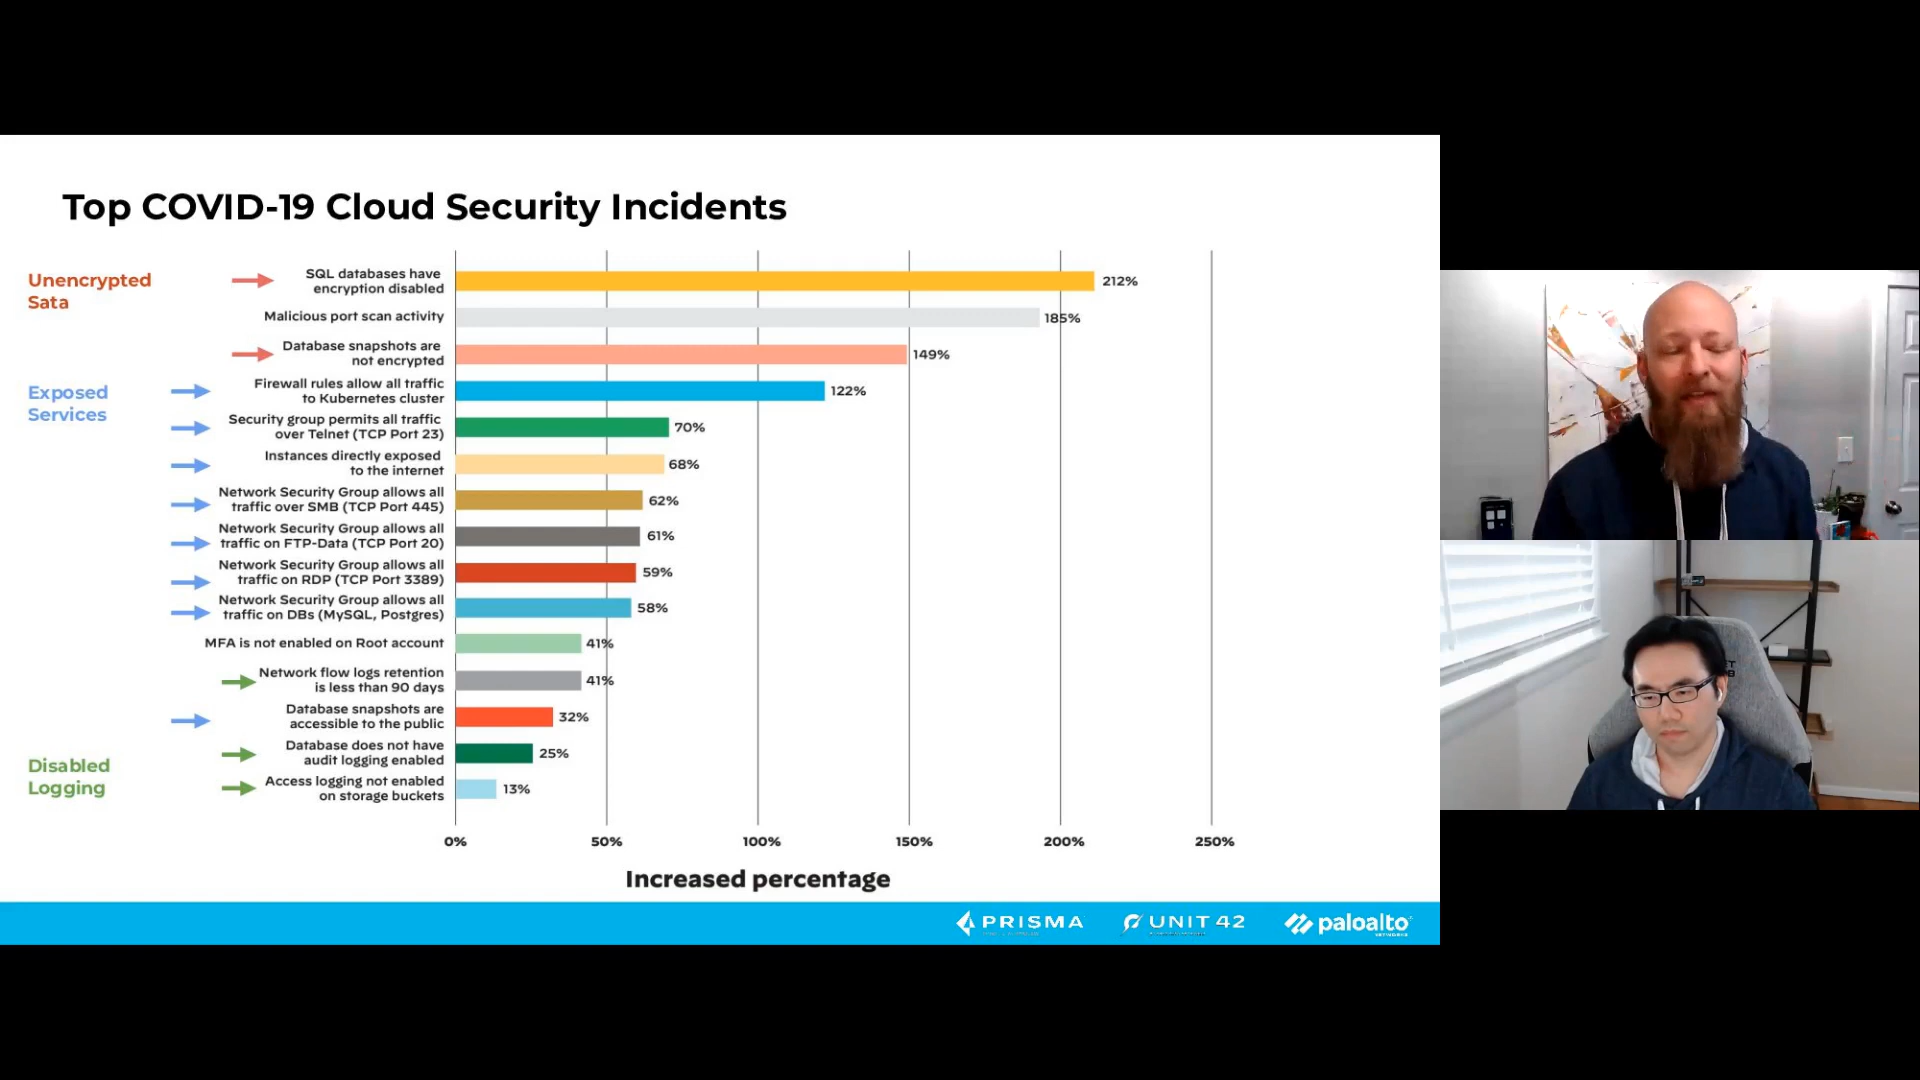 Top COVID-19 Cloud Security Incidents
Unencrypted
Sata
Exposed
Services
Disabled
Logging
SQL databases have
encryption disabled
212%
Malicious port scan activity
185%
Database snapshots are
not encrypted
149%
Firewall rules allow all traffic
to Kubernetes cluster
122%
Security group permits all traffic
over Telnet (TCP Port 23)
70%
Instances directly exposed
to the internet
68%
Network Security Group allows all
traffic over SMB (TCP Port 445)
62%
Network Security Group allows all
traffic on FTP-Data (TCP Port 20)
61%
Network Security Group allows all
traffic on RDP (TCP Port 3389)
59%
Network Security Group allows all
traffic on DBs (MySQL, Postgres)
58%
MFA is not enabled on Root account
41%
Network flow logs retention
is less than 90 days
41%
Database snapshots are
accessible to the public
32%
Database does not have
audit logging enabled
25%
Access logging not enabled
on storage buckets
13%
0% 50% 100% 150% 200% 250%
Increased percentage
PRISMA
UNIT 42
paloalto
NETWORKS